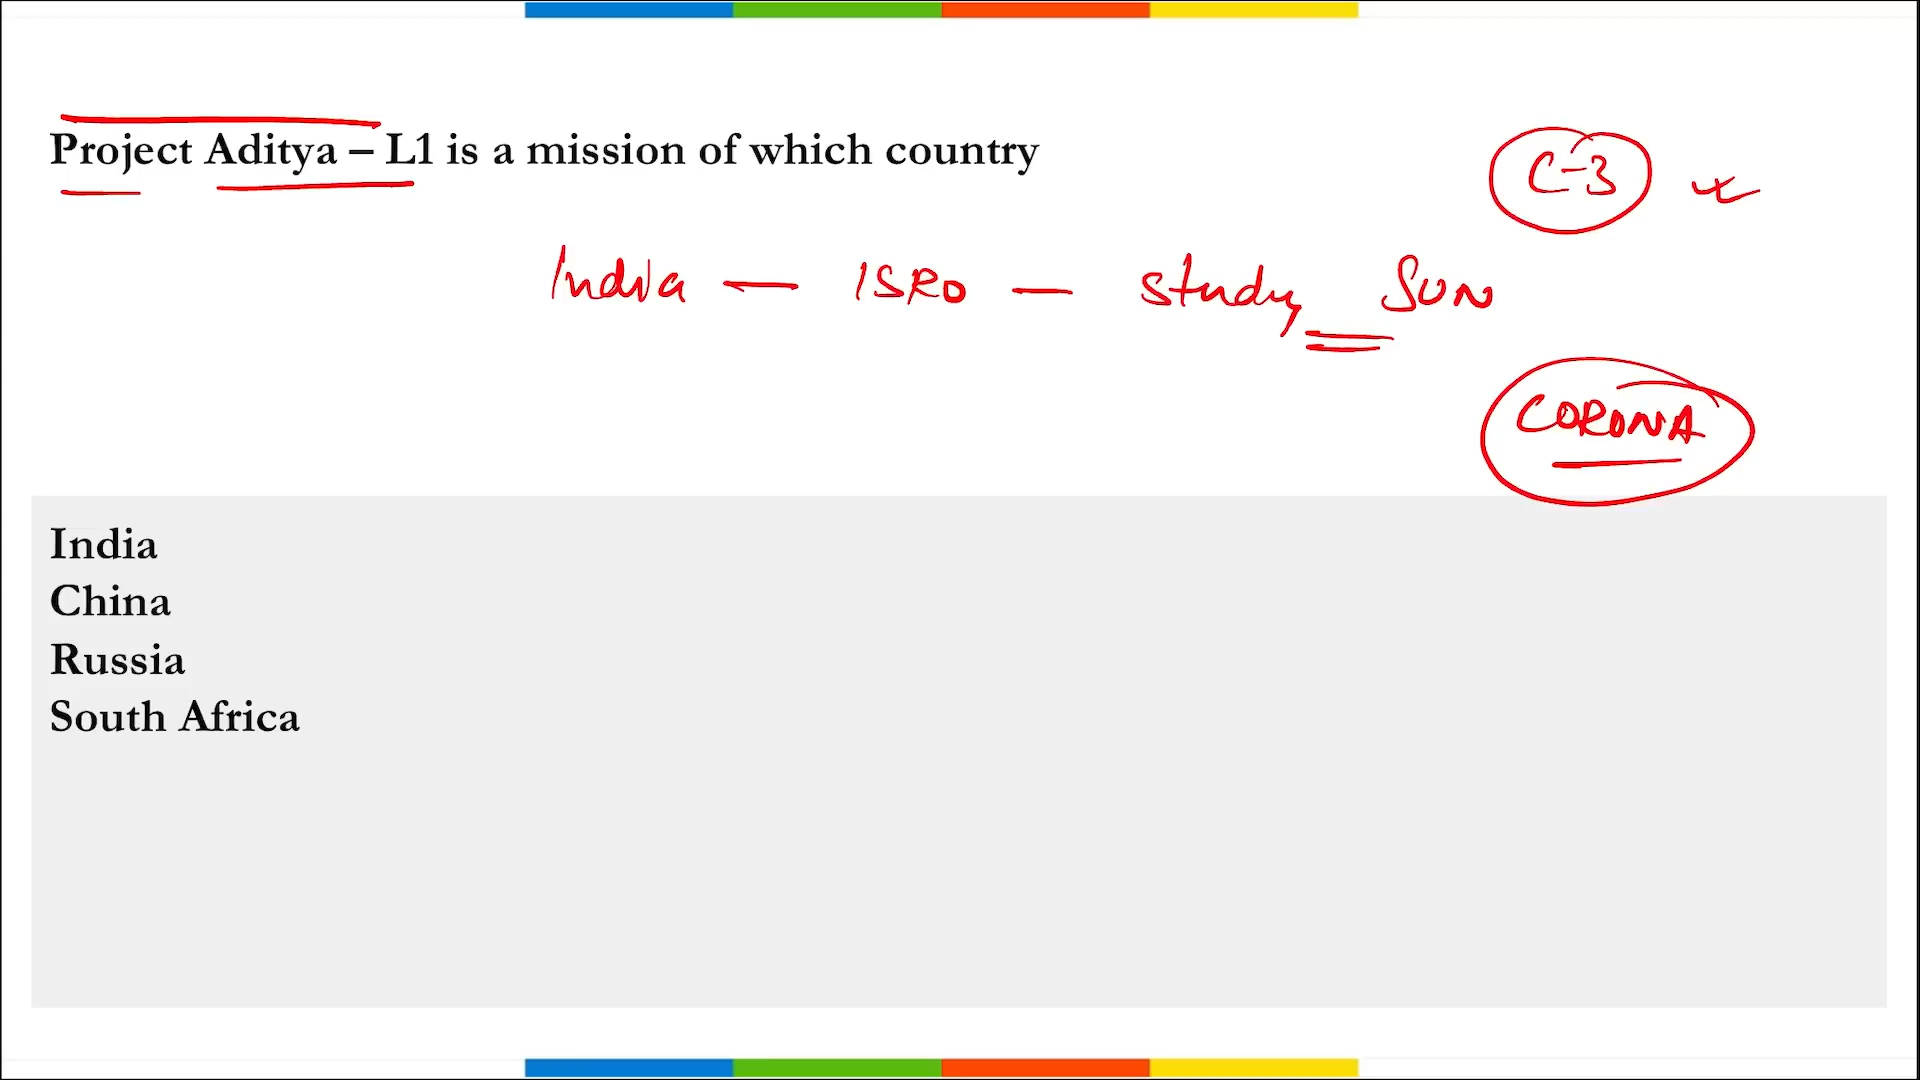 Project Aditya – L1 is a mission of which country
C-3
India — ISRO — study SUN
CORONA
India
China
Russia
South Africa